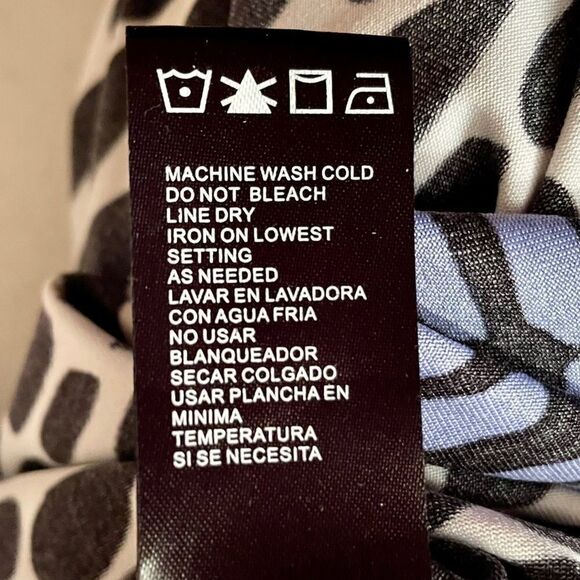 MACHINE WASH COLD
DO NOT BLEACH
LINE DRY
IRON ON LOWEST
SETTING
AS NEEDED
LAVAR EN LAVADORA
CON AGUA FRIA
NO USAR
BLANQUEADOR
SECAR COLGADO
USAR PLANCHA EN
MINIMA
TEMPERATURA
SI SE NECESITA